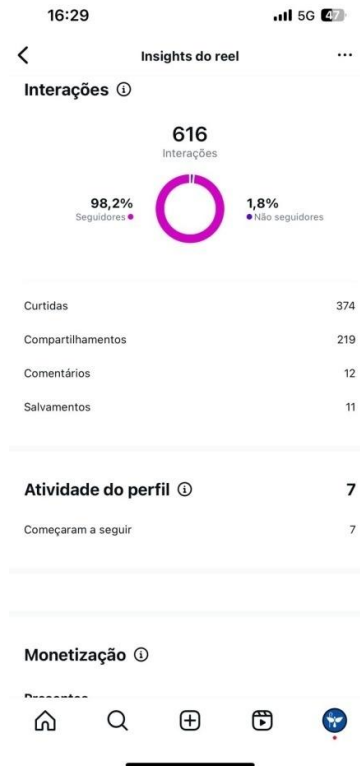 16:29
5G 47
Insights do reel
Interações
616
Interações
98,2%
Seguidores
1,8%
Não seguidores
Curtidas 374
Compartilhamentos 219
Comentários 12
Salvamentos 11
Atividade do perfil 7
Começaram a seguir 7
Monetização